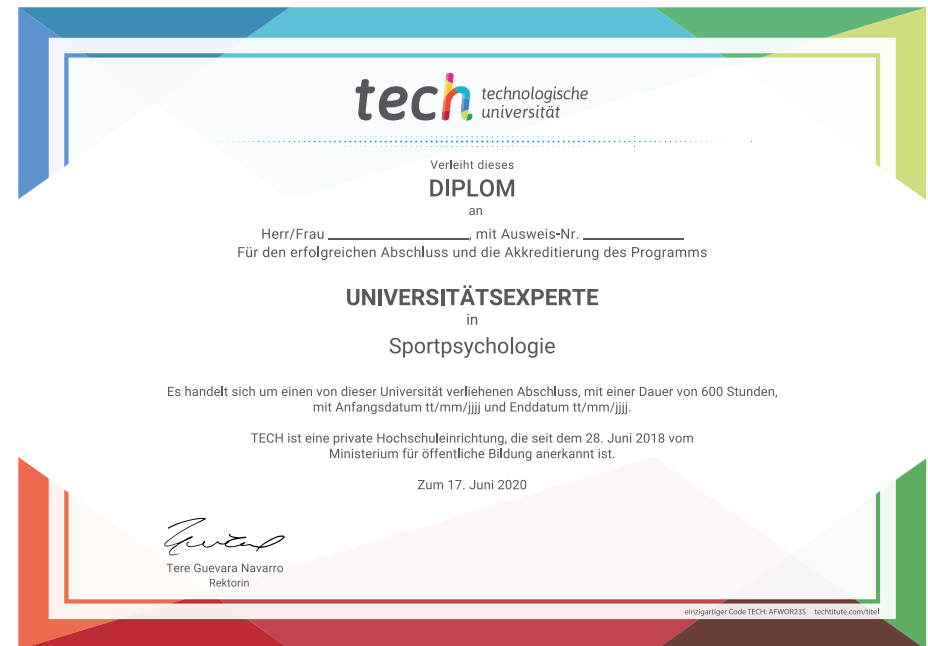 tech technologische
universität
Verleiht dieses
DIPLOM
an
Herr/Frau ____________, mit Ausweis-Nr. ____________
Für den erfolgreichen Abschluss und die Akkreditierung des Programms
UNIVERSITÄTSEXPERTE
in
Sportpsychologie
Es handelt sich um einen von dieser Universität verliehenen Abschluss, mit einer Dauer von 600 Stunden,
mit Anfangsdatum tt/mm/jjjj und Enddatum tt/mm/jjjj.
TECH ist eine private Hochschuleinrichtung, die seit dem 28. Juni 2018 vom
Ministerium für öffentliche Bildung anerkannt ist.
Zum 17. Juni 2020
Tere Guevara Navarro
Rektorin
einzigartiger Code TECH: AFWOR23S techtitute.com/titel